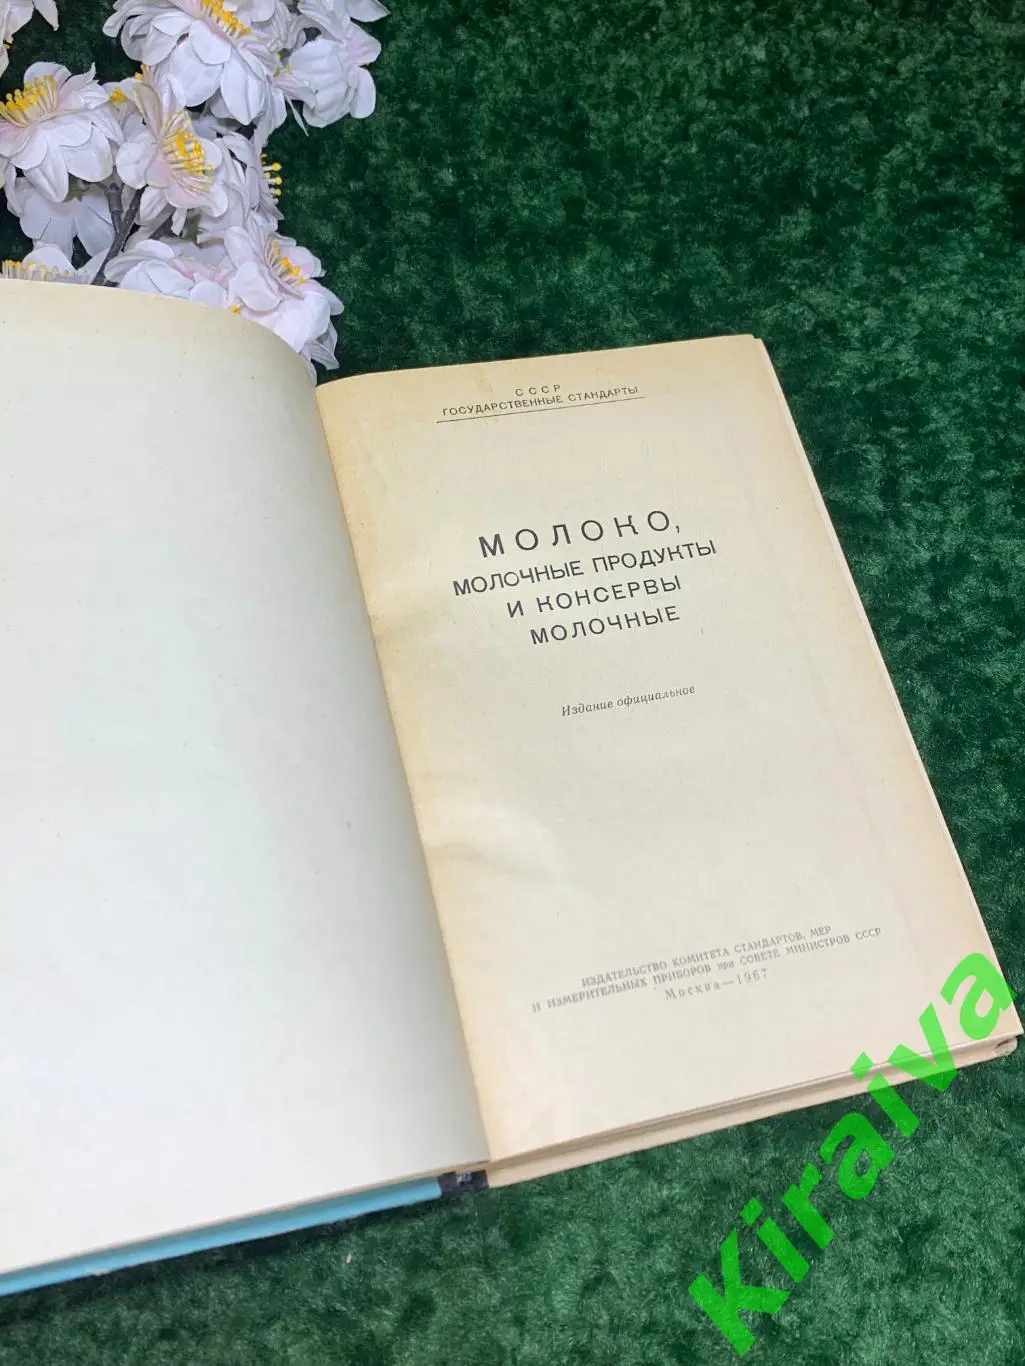 СССР
ГОСУДАРСТВЕННЫЕ СТАНДАРТЫ
МОЛОКО,
МОЛОЧНЫЕ ПРОДУКТЫ
И КОНСЕРВЫ
МОЛОЧНЫЕ
Издание официальное
ИЗДАТЕЛЬСТВО КОМИТЕТА СТАНДАРТОВ, МЕР
И ИЗМЕРИТЕЛЬНЫХ ПРИБОРОВ при СОВЕТЕ МИНИСТРОВ СССР
Москва — 1967
Kiraiva